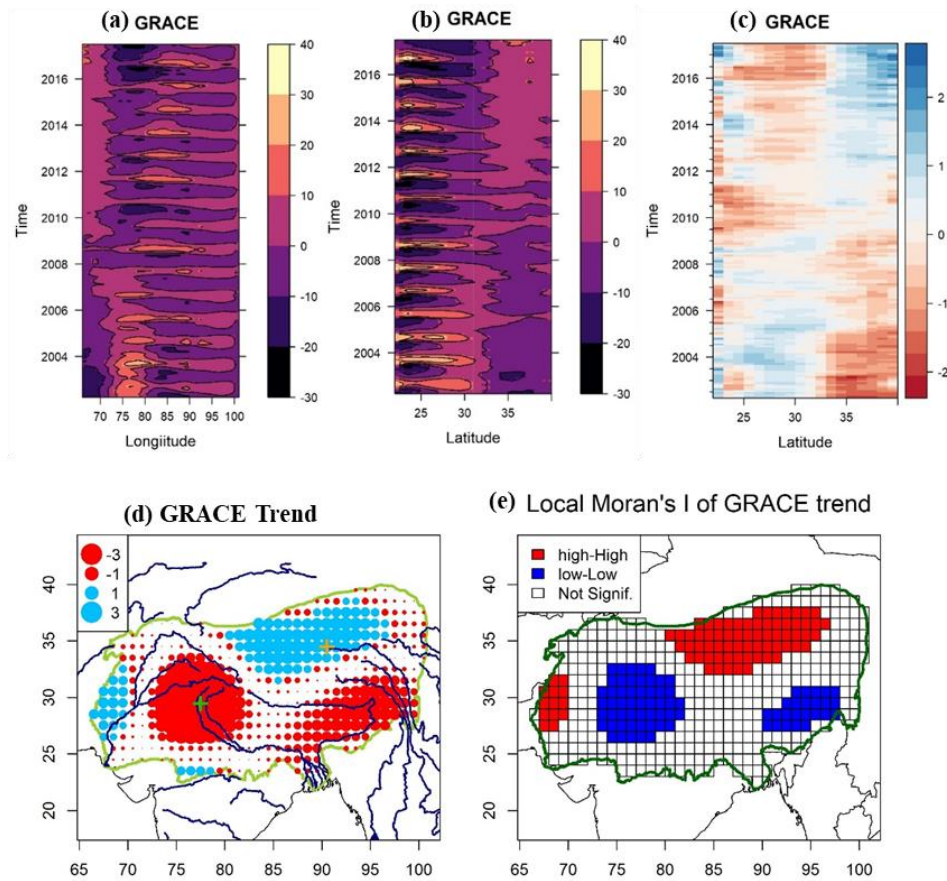 (a) GRACE
(b) GRACE
(c) GRACE
40
30
20
10
0
-10
-20
-30
2016
2014
2012
2010
2008
2006
2004
Time
70 75 80 85 90 95 100
Longiitude
40
30
20
10
0
-10
-20
-30
2016
2014
2012
2010
2008
2006
2004
Time
25 30 35
Latitude
2
1
0
-1
-2
2016
2014
2012
2010
2008
2006
2004
Time
25 30 35
Latitude
(d) GRACE Trend
-3
-1
1
3
40
35
30
25
20
65 70 75 80 85 90 95 100
(e) Local Moran's I of GRACE trend
high-High
low-Low
Not Signif.
40
35
30
25
20
65 70 75 80 85 90 95 100